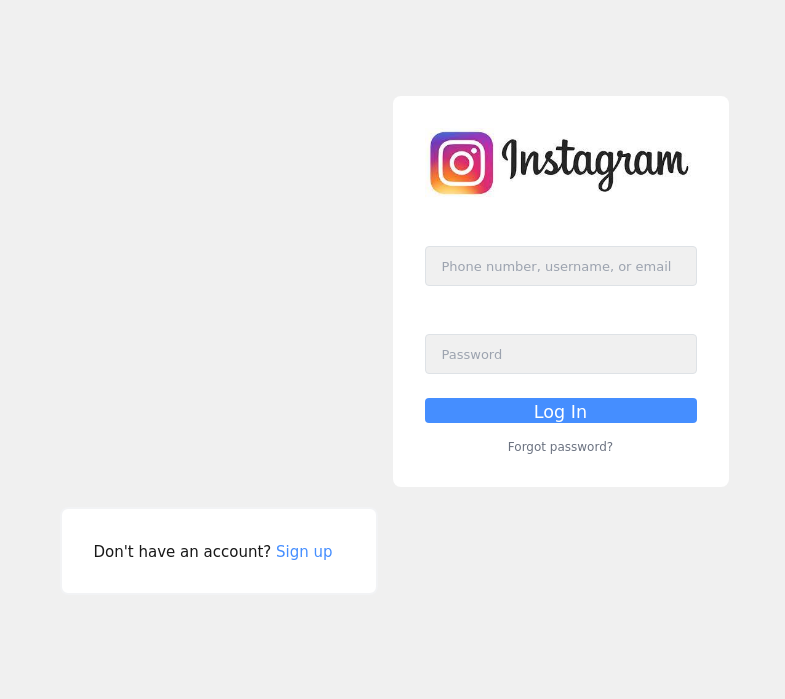 Instagram
Phone number, username, or email
Password
Log In
Forgot password?
Don't have an account? Sign up